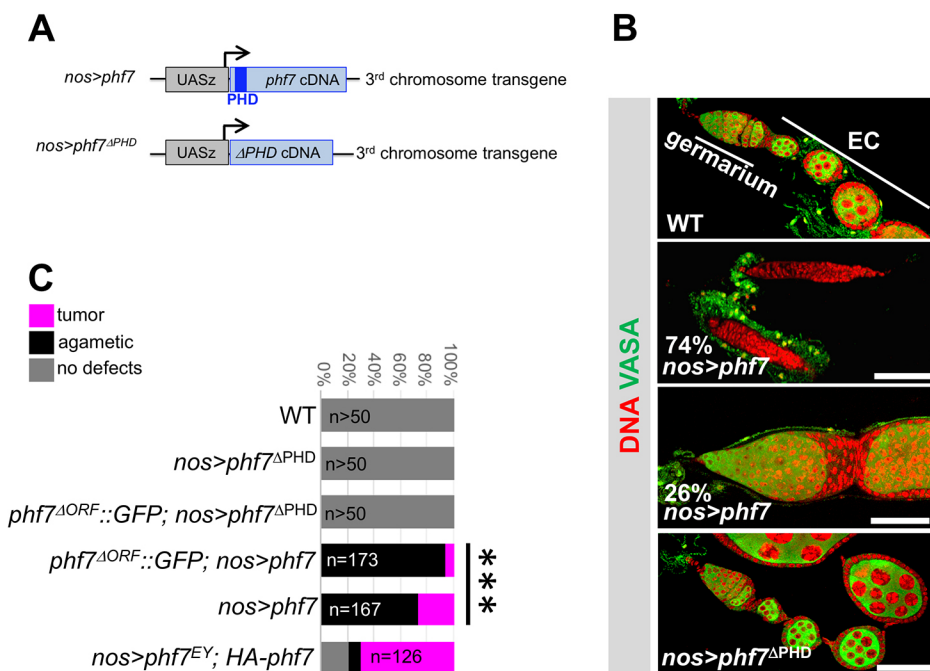 A
nos>phf7
UASz
phf7 cDNA
3rd chromosome transgene
PHD
nos>phf7ΔPHD
UASz
ΔPHD cDNA
3rd chromosome transgene
B
DNA VASA
germarium
EC
WT
74%
nos>phf7
26%
nos>phf7
nos>phf7ΔPHD
C
tumor
agametic
no defects
0%
20%
40%
60%
80%
100%
WT
n>50
nos>phf7ΔPHD
n>50
phf7ΔORF::GFP; nos>phf7ΔPHD
n>50
phf7ΔORF::GFP; nos>phf7
n=173
nos>phf7
n=167
***
nos>phf7EY; HA-phf7
n=126